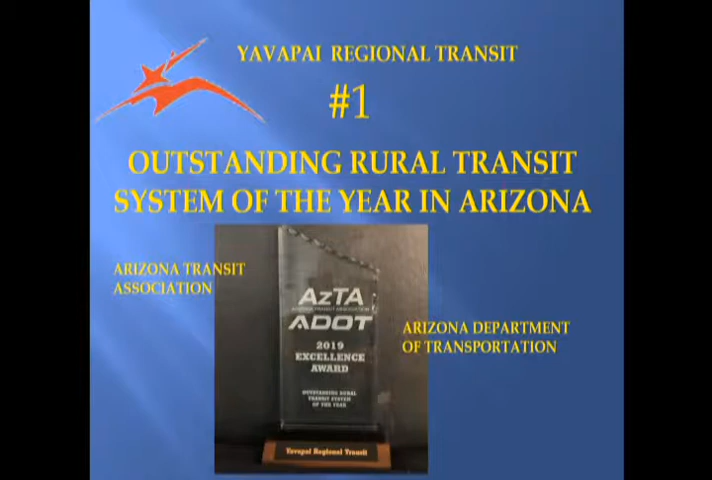 YAVAPAI REGIONAL TRANSIT
#1
OUTSTANDING RURAL TRANSIT
SYSTEM OF THE YEAR IN ARIZONA
ARIZONA TRANSIT
ASSOCIATION
AzTA
ADOT
2019
EXCELLENCE
AWARD
OUTSTANDING RURAL
TRANSIT SYSTEM
OF THE YEAR
Yavapai Regional Transit
ARIZONA DEPARTMENT
OF TRANSPORTATION